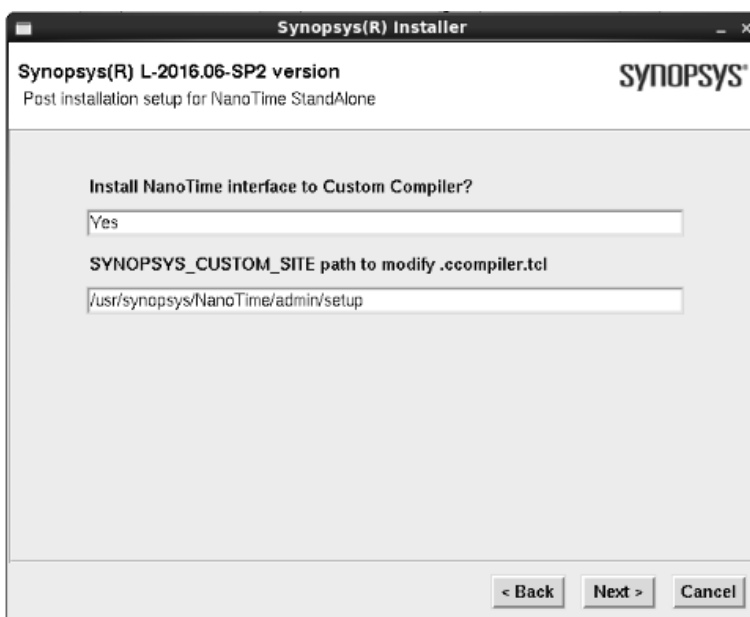 Synopsys(R) Installer
Synopsys(R) L-2016.06-SP2 version
SYNOPSYS®
Post installation setup for NanoTime StandAlone
Install NanoTime interface to Custom Compiler?
Yes
SYNOPSYS_CUSTOM_SITE path to modify .ccompiler.tcl
/usr/synopsys/NanoTime/admin/setup
< Back Next > Cancel